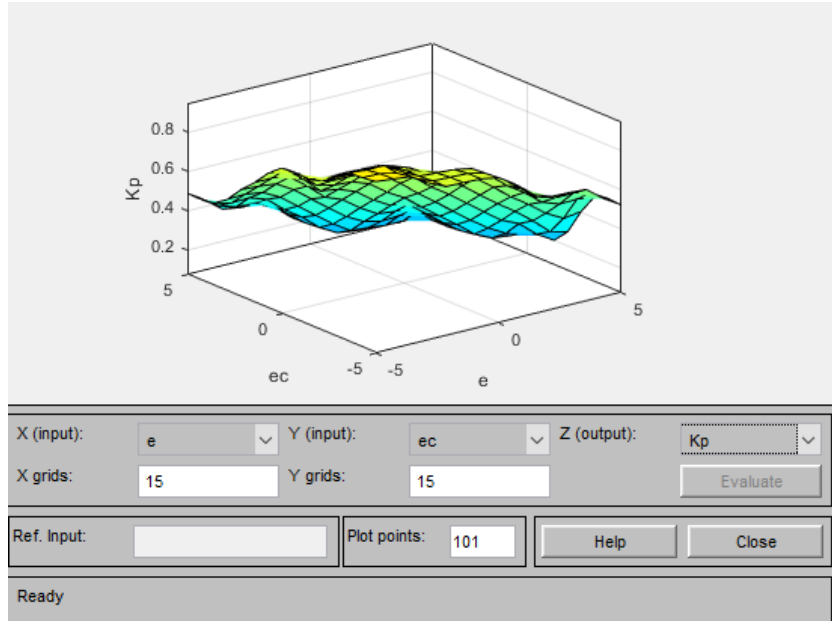 0.8
0.6
0.4
0.2
Kp
5
0
-5
ec
-5
0
5
e
X (input):
e
Y (input):
ec
Z (output):
Kp
X grids:
15
Y grids:
15
Evaluate
Ref. Input:
Plot points:
101
Help
Close
Ready